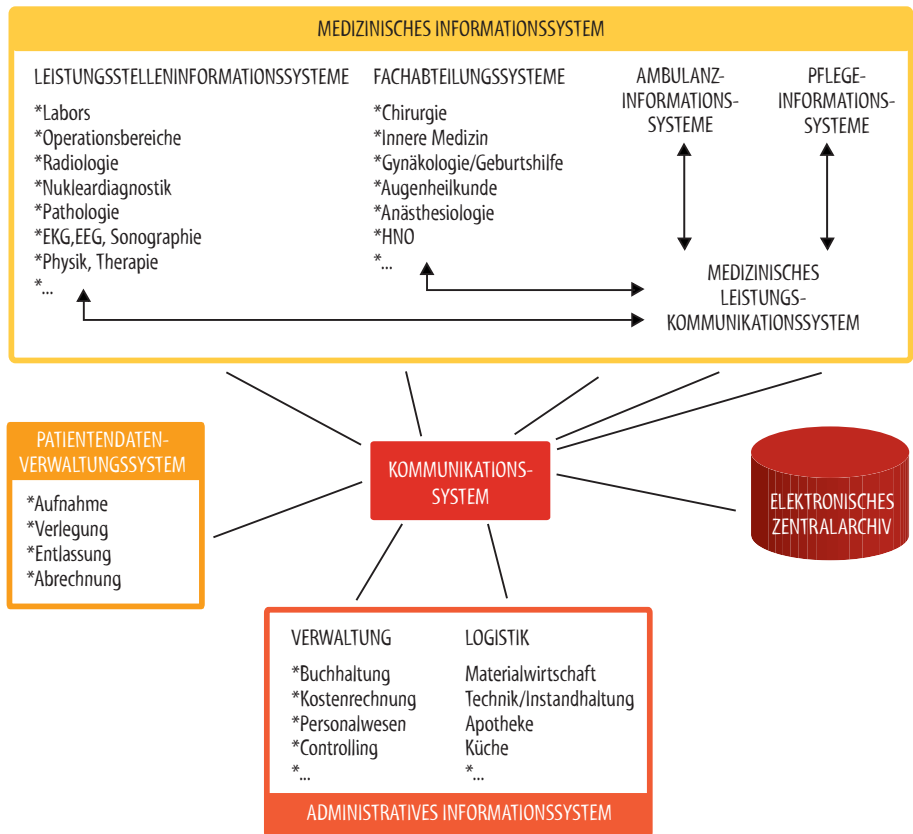 MEDIZINISCHES INFORMATIONSSYSTEM
LEISTUNGSSTELLENINFORMATIONSSYSTEME
*Labors
*Operationsbereiche
*Radiologie
*Nukleardiagnostik
*Pathologie
*EKG,EEG, Sonographie
*Physik, Therapie
*...
FACHABTEILUNGSSYSTEME
*Chirurgie
*Innere Medizin
*Gynäkologie/Geburtshilfe
*Augenheilkunde
*Anästhesiologie
*HNO
*...
AMBULANZ-
INFORMATIONS-
SYSTEME
PFLEGE-
INFORMATIONS-
SYSTEME
MEDIZINISCHES
LEISTUNGS-
KOMMUNIKATIONSSYSTEM
PATIENTENDATEN-
VERWALTUNGSSYSTEM
*Aufnahme
*Verlegung
*Entlassung
*Abrechnung
KOMMUNIKATIONS-
SYSTEM
ELEKTRONISCHES
ZENTRALARCHIV
VERWALTUNG
*Buchhaltung
*Kostenrechnung
*Personalwesen
*Controlling
*...
LOGISTIK
Materialwirtschaft
Technik/Instandhaltung
Apotheke
Küche
*...
ADMINISTRATIVES INFORMATIONSSYSTEM